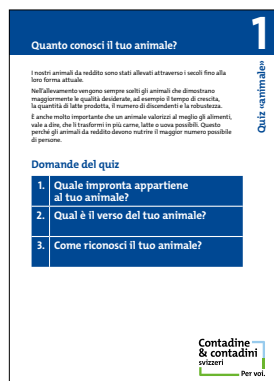 Quanto conosci il tuo animale?
1
Quiz «animale»
I nostri animali da reddito sono stati allevati attraverso i secoli fino alla
loro forma attuale.
Nell'allevamento vengono sempre scelti gli animali che dimostrano
maggiormente le qualità desiderate, ad esempio il tempo di crescita,
la quantità di latte prodotta, il numero di discendenti e la robustezza.
È anche molto importante che un animale valorizzi al meglio gli alimenti,
vale a dire, che li trasformi in più carne, latte o uova possibili. Questo
perché gli animali da reddito devono nutrire il maggior numero possibile
di persone.
Domande del quiz
1. Quale impronta appartiene
al tuo animale?
2. Qual è il verso del tuo animale?
3. Come riconosci il tuo animale?
Contadine
& contadini
svizzeri
Per voi.